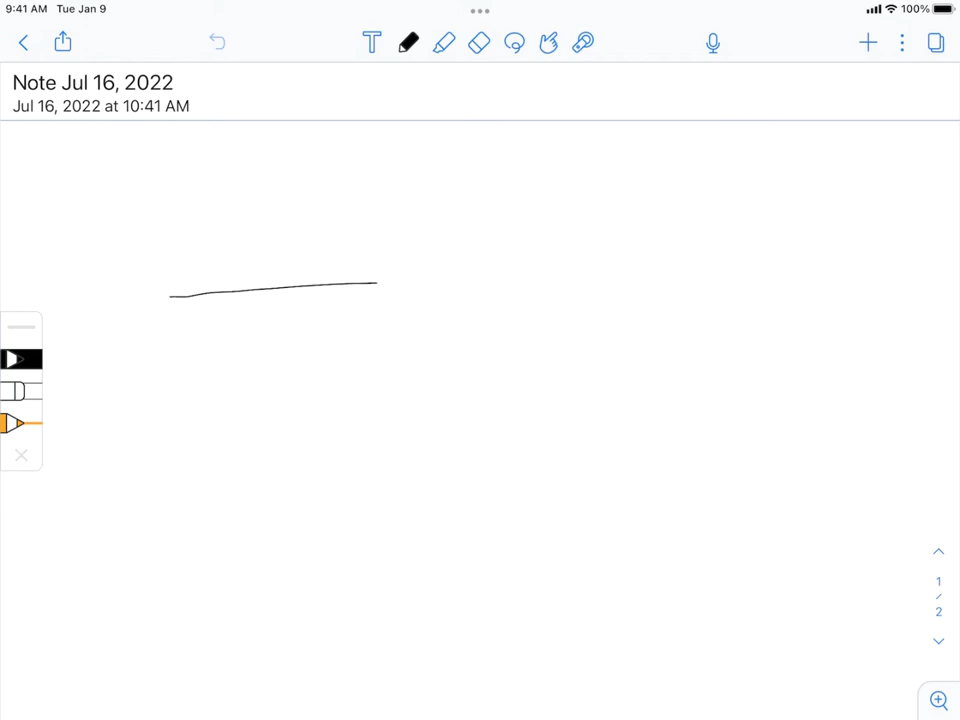 9:41 AM Tue Jan 9 100%
Note Jul 16, 2022
Jul 16, 2022 at 10:41 AM
1
/
2